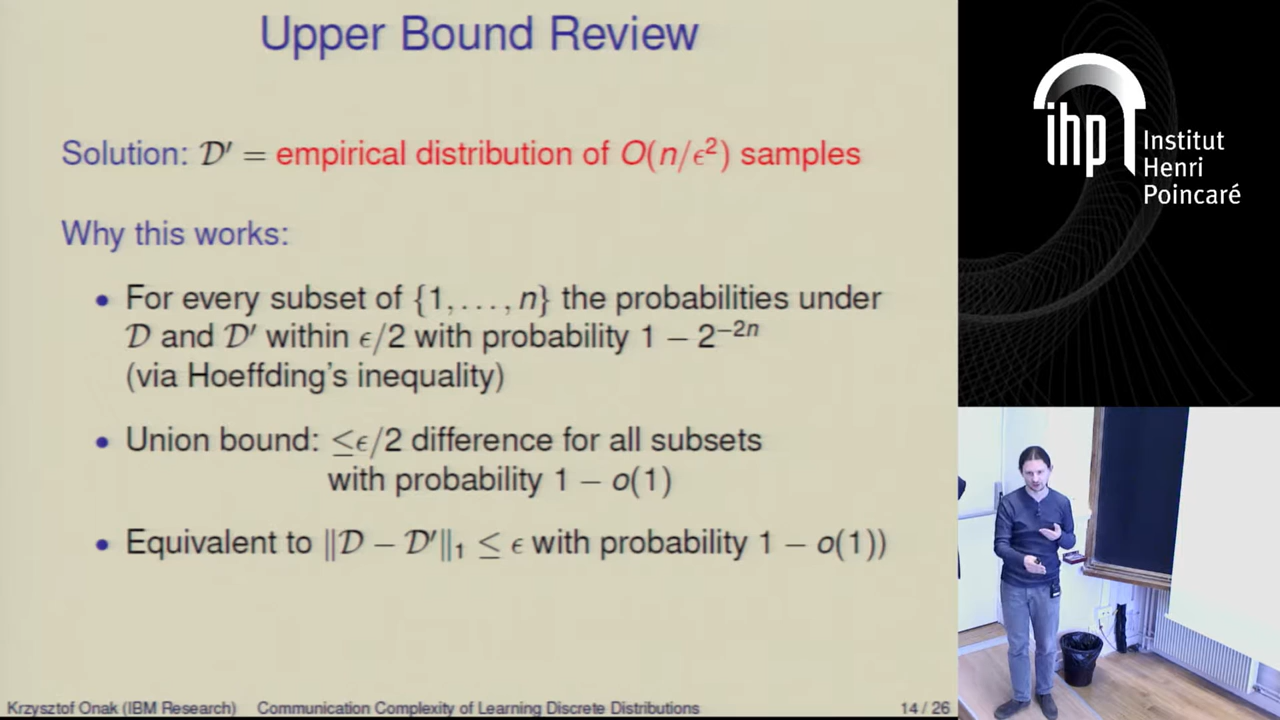 Upper Bound Review
Solution: 𝒟′ = empirical distribution of O(n/ϵ²) samples
Why this works:
• For every subset of {1, . . . , n} the probabilities under
𝒟 and 𝒟′ within ϵ/2 with probability 1 − 2⁻²ⁿ
(via Hoeffding's inequality)
• Union bound: ≤ϵ/2 difference for all subsets
with probability 1 − o(1)
• Equivalent to ‖𝒟 − 𝒟′‖₁ ≤ ϵ with probability 1 − o(1))
Krzysztof Onak (IBM Research) Communication Complexity of Learning Discrete Distributions 14 / 26
ihp
Institut
Henri
Poincaré